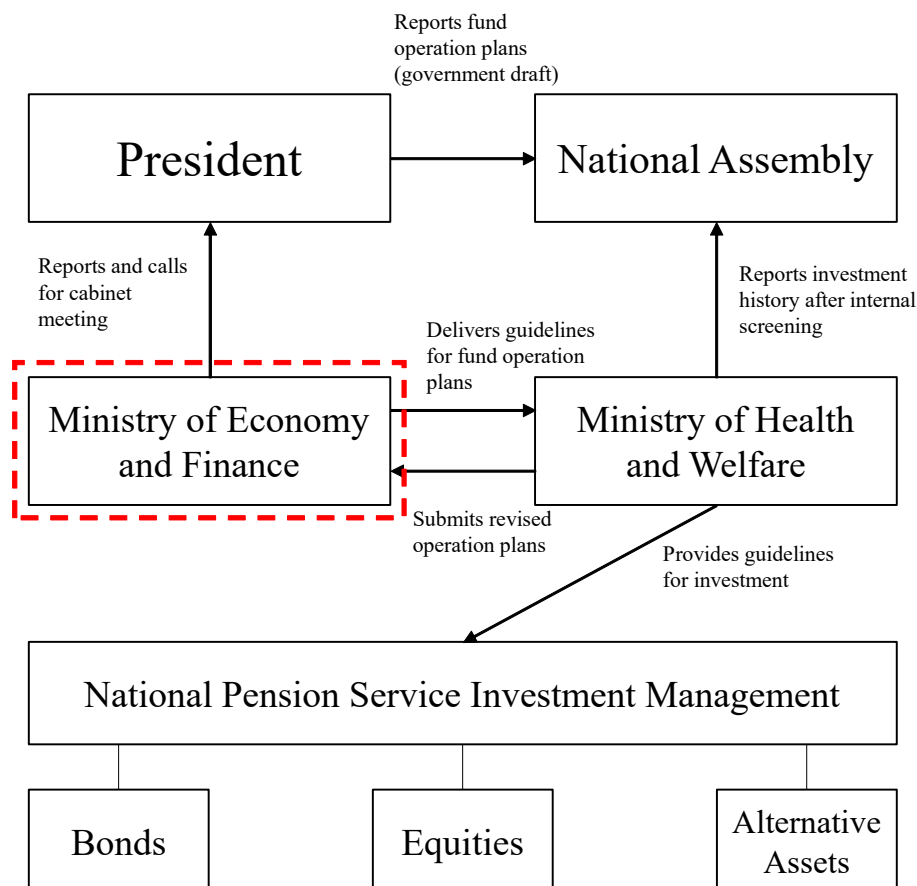 Reports fund
operation plans
(government draft)
President
National Assembly
Reports and calls
for cabinet
meeting
Reports investment
history after internal
screening
Delivers guidelines
for fund operation
plans
Ministry of Economy
and Finance
Ministry of Health
and Welfare
Submits revised
operation plans
Provides guidelines
for investment
National Pension Service Investment Management
Bonds
Equities
Alternative
Assets